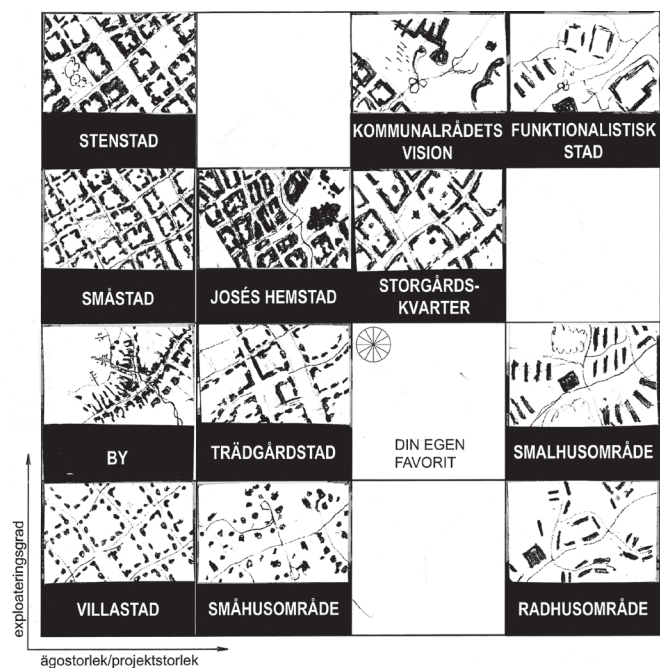 STENSTAD
KOMMUNALRÅDETS
VISION
FUNKTIONALISTISK
STAD
SMÅSTAD
JOSÉS HEMSTAD
STORGÅRDS-
KVARTER
BY
TRÄDGÅRDSTAD
DIN EGEN
FAVORIT
SMALHUSOMRÅDE
VILLASTAD
SMÅHUSOMRÅDE
RADHUSOMRÅDE
exploateringsgrad
ägostorlek/projektstorlek